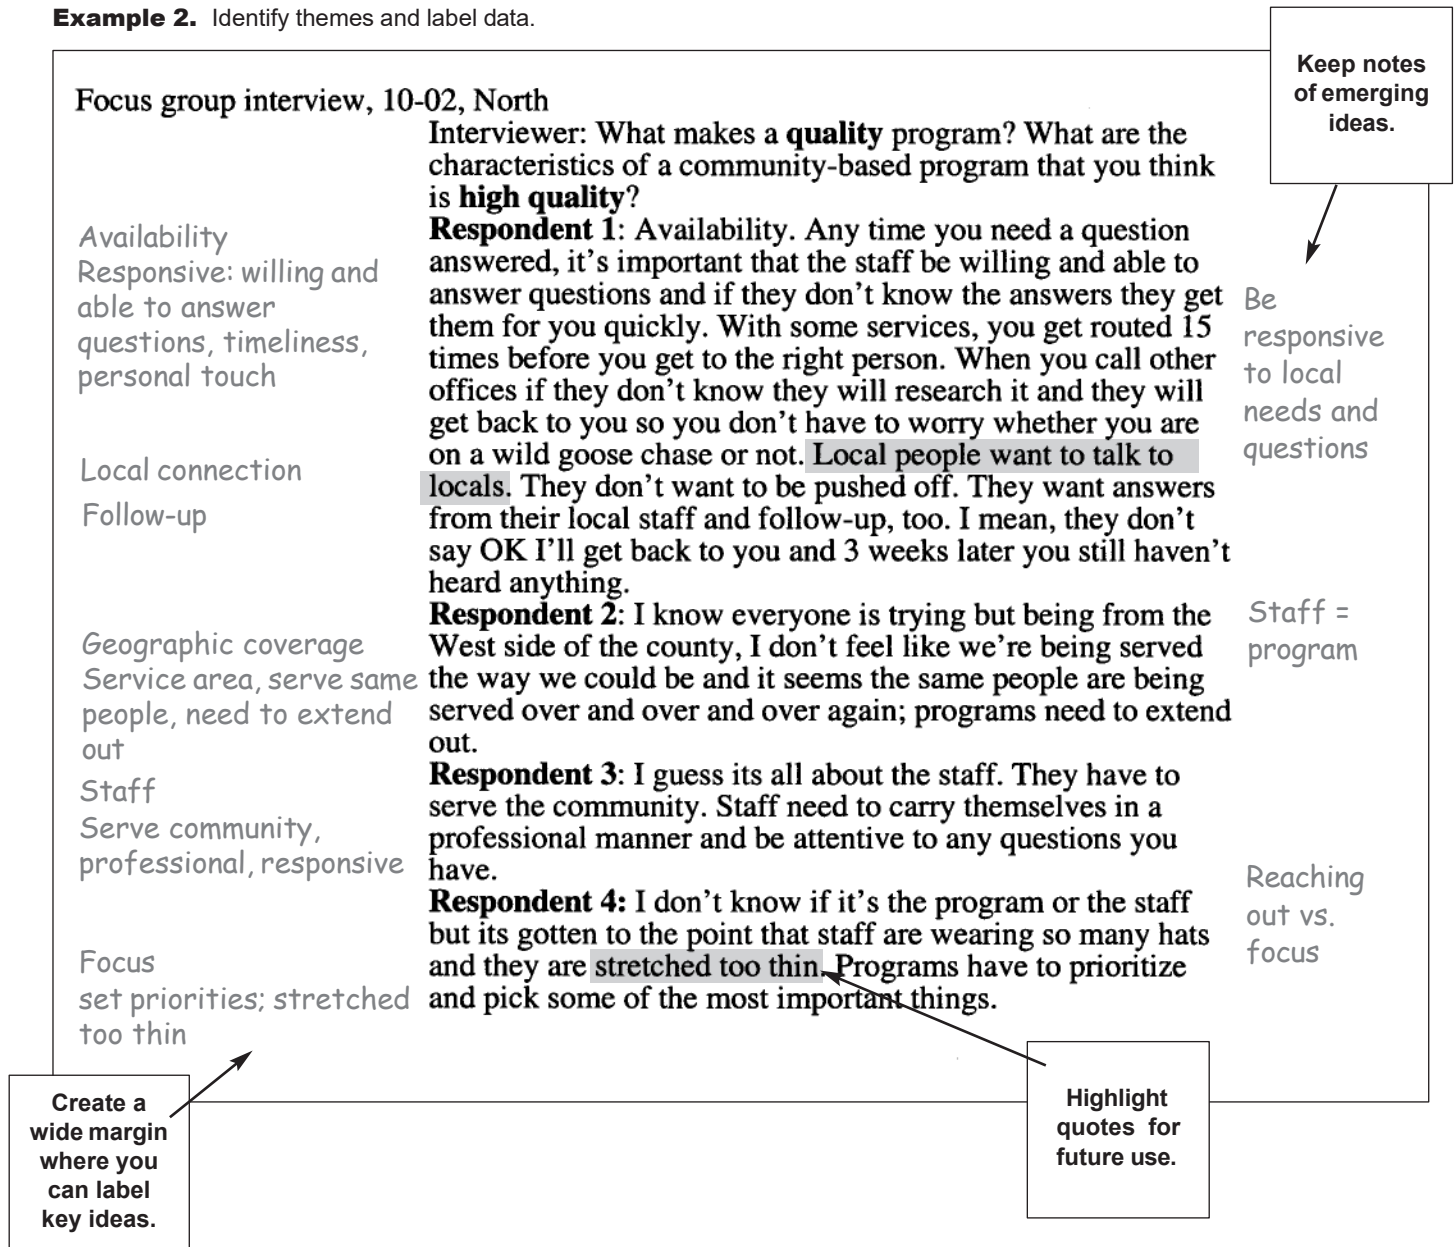 Example 2. Identify themes and label data.
Keep notes
of emerging
ideas.
Focus group interview, 10-02, North
Interviewer: What makes a quality program? What are the
characteristics of a community-based program that you think
is high quality?
Availability
Responsive: willing and
able to answer
questions, timeliness,
personal touch
Local connection
Follow-up
Geographic coverage
Service area, serve same
people, need to extend
out
Staff
Serve community,
professional, responsive
Focus
set priorities; stretched
too thin
Respondent 1: Availability. Any time you need a question
answered, it's important that the staff be willing and able to
answer questions and if they don't know the answers they get
them for you quickly. With some services, you get routed 15
times before you get to the right person. When you call other
offices if they don't know they will research it and they will
get back to you so you don't have to worry whether you are
on a wild goose chase or not. Local people want to talk to
locals. They don't want to be pushed off. They want answers
from their local staff and follow-up, too. I mean, they don't
say OK I'll get back to you and 3 weeks later you still haven't
heard anything.
Respondent 2: I know everyone is trying but being from the
West side of the county, I don't feel like we're being served
the way we could be and it seems the same people are being
served over and over and over again; programs need to extend
out.
Respondent 3: I guess its all about the staff. They have to
serve the community. Staff need to carry themselves in a
professional manner and be attentive to any questions you
have.
Respondent 4: I don't know if it's the program or the staff
but its gotten to the point that staff are wearing so many hats
and they are stretched too thin. Programs have to prioritize
and pick some of the most important things.
Be
responsive
to local
needs and
questions
Staff =
program
Reaching
out vs.
focus
Create a
wide margin
where you
can label
key ideas.
Highlight
quotes for
future use.